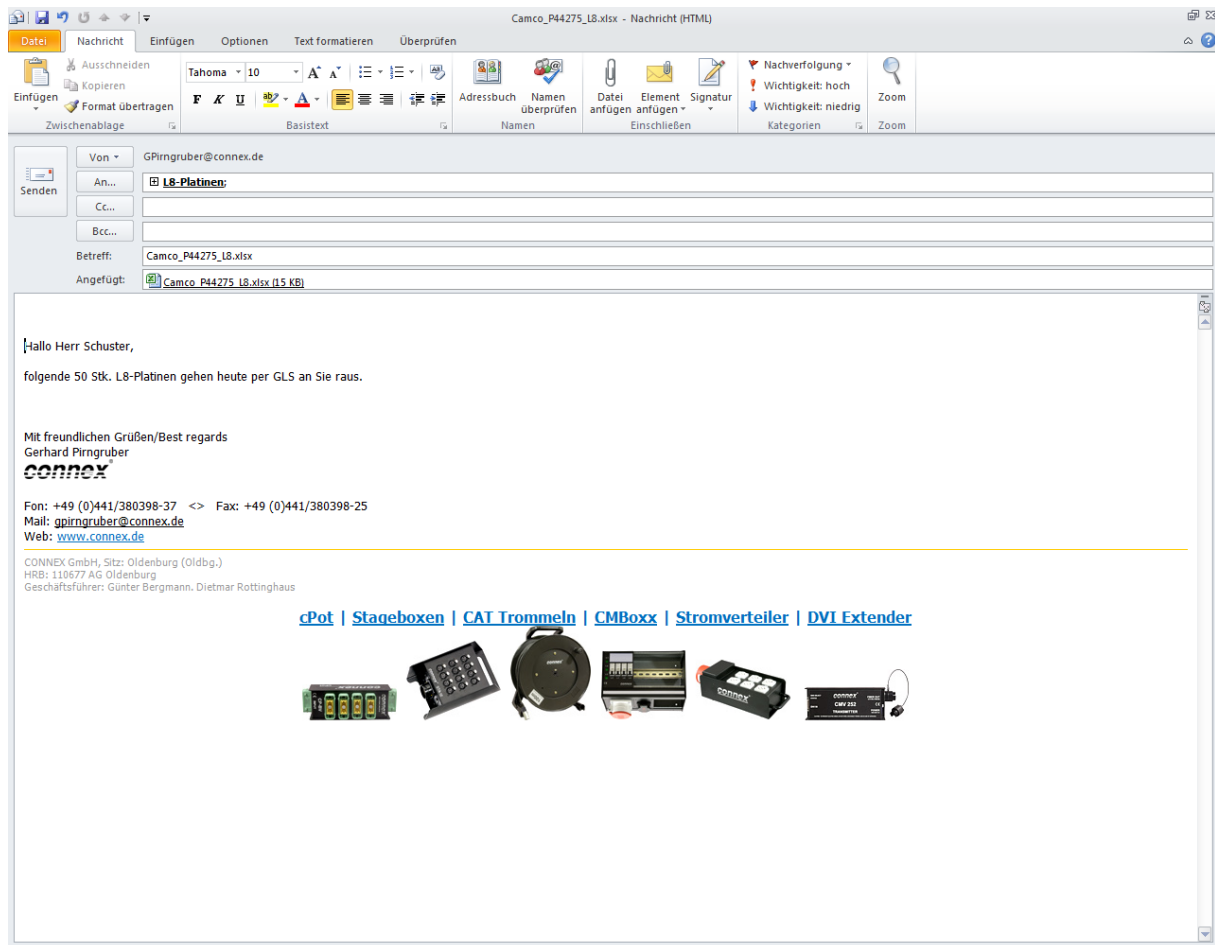 Camco_P44275_L8.xlsx - Nachricht (HTML)
Datei Nachricht Einfügen Optionen Text formatieren Überprüfen
Einfügen
Ausschneiden
Kopieren
Format übertragen
Zwischenablage
Tahoma 10
F K U
Basistext
Adressbuch
Namen überprüfen
Namen
Datei anfügen
Element anfügen
Signatur
Einschließen
Nachverfolgung
Wichtigkeit: hoch
Wichtigkeit: niedrig
Kategorien
Zoom
Zoom
Senden
Von GPirngruber@connex.de
An... L8-Platinen;
Cc...
Bcc...
Betreff: Camco_P44275_L8.xlsx
Angefügt: Camco_P44275_L8.xlsx (15 KB)
Hallo Herr Schuster,
folgende 50 Stk. L8-Platinen gehen heute per GLS an Sie raus.
Mit freundlichen Grüßen/Best regards
Gerhard Pirngruber
connex®
Fon: +49 (0)441/380398-37 <> Fax: +49 (0)441/380398-25
Mail: gpirngruber@connex.de
Web: www.connex.de
CONNEX GmbH, Sitz: Oldenburg (Oldbg.)
HRB: 110677 AG Oldenburg
Geschäftsführer: Günter Bergmann. Dietmar Rottinghaus
cPot | Stageboxen | CAT Trommeln | CMBoxx | Stromverteiler | DVI Extender
connex
connex
connex
CMV 252
TRANSMITTER